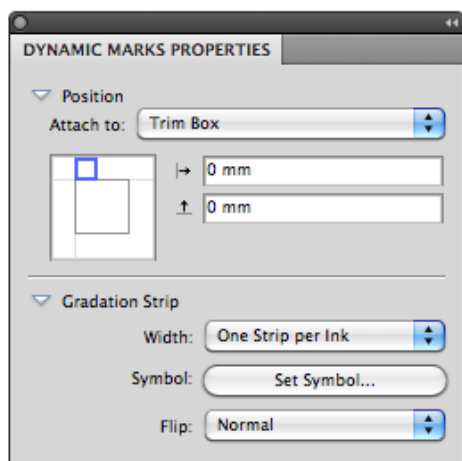 DYNAMIC MARKS PROPERTIES
Position
Attach to: Trim Box
0 mm
0 mm
Gradation Strip
Width: One Strip per Ink
Symbol: Set Symbol...
Flip: Normal